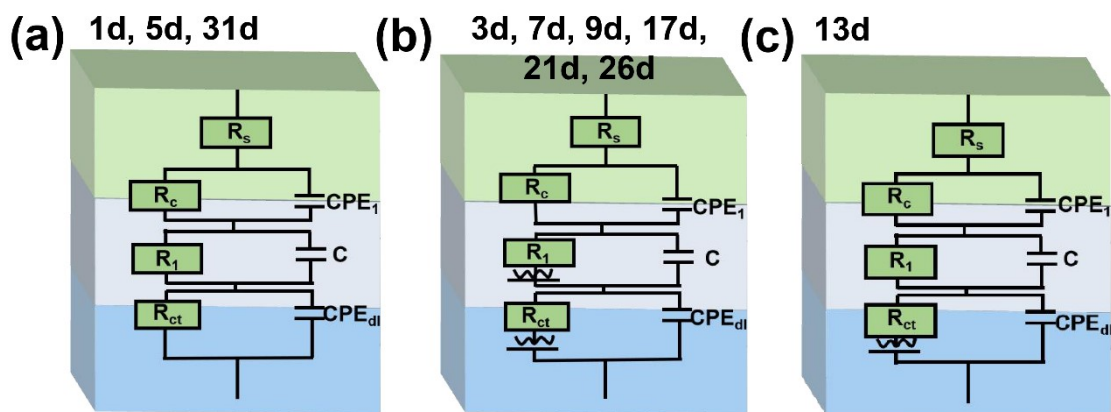 (a) 1d, 5d, 31d
Rs
Rc
CPE1
R1
C
Rct
CPEdl
(b) 3d, 7d, 9d, 17d,
21d, 26d
Rs
Rc
CPE1
R1
C
Rct
CPEdl
(c) 13d
Rs
Rc
CPE1
R1
C
Rct
CPEdl